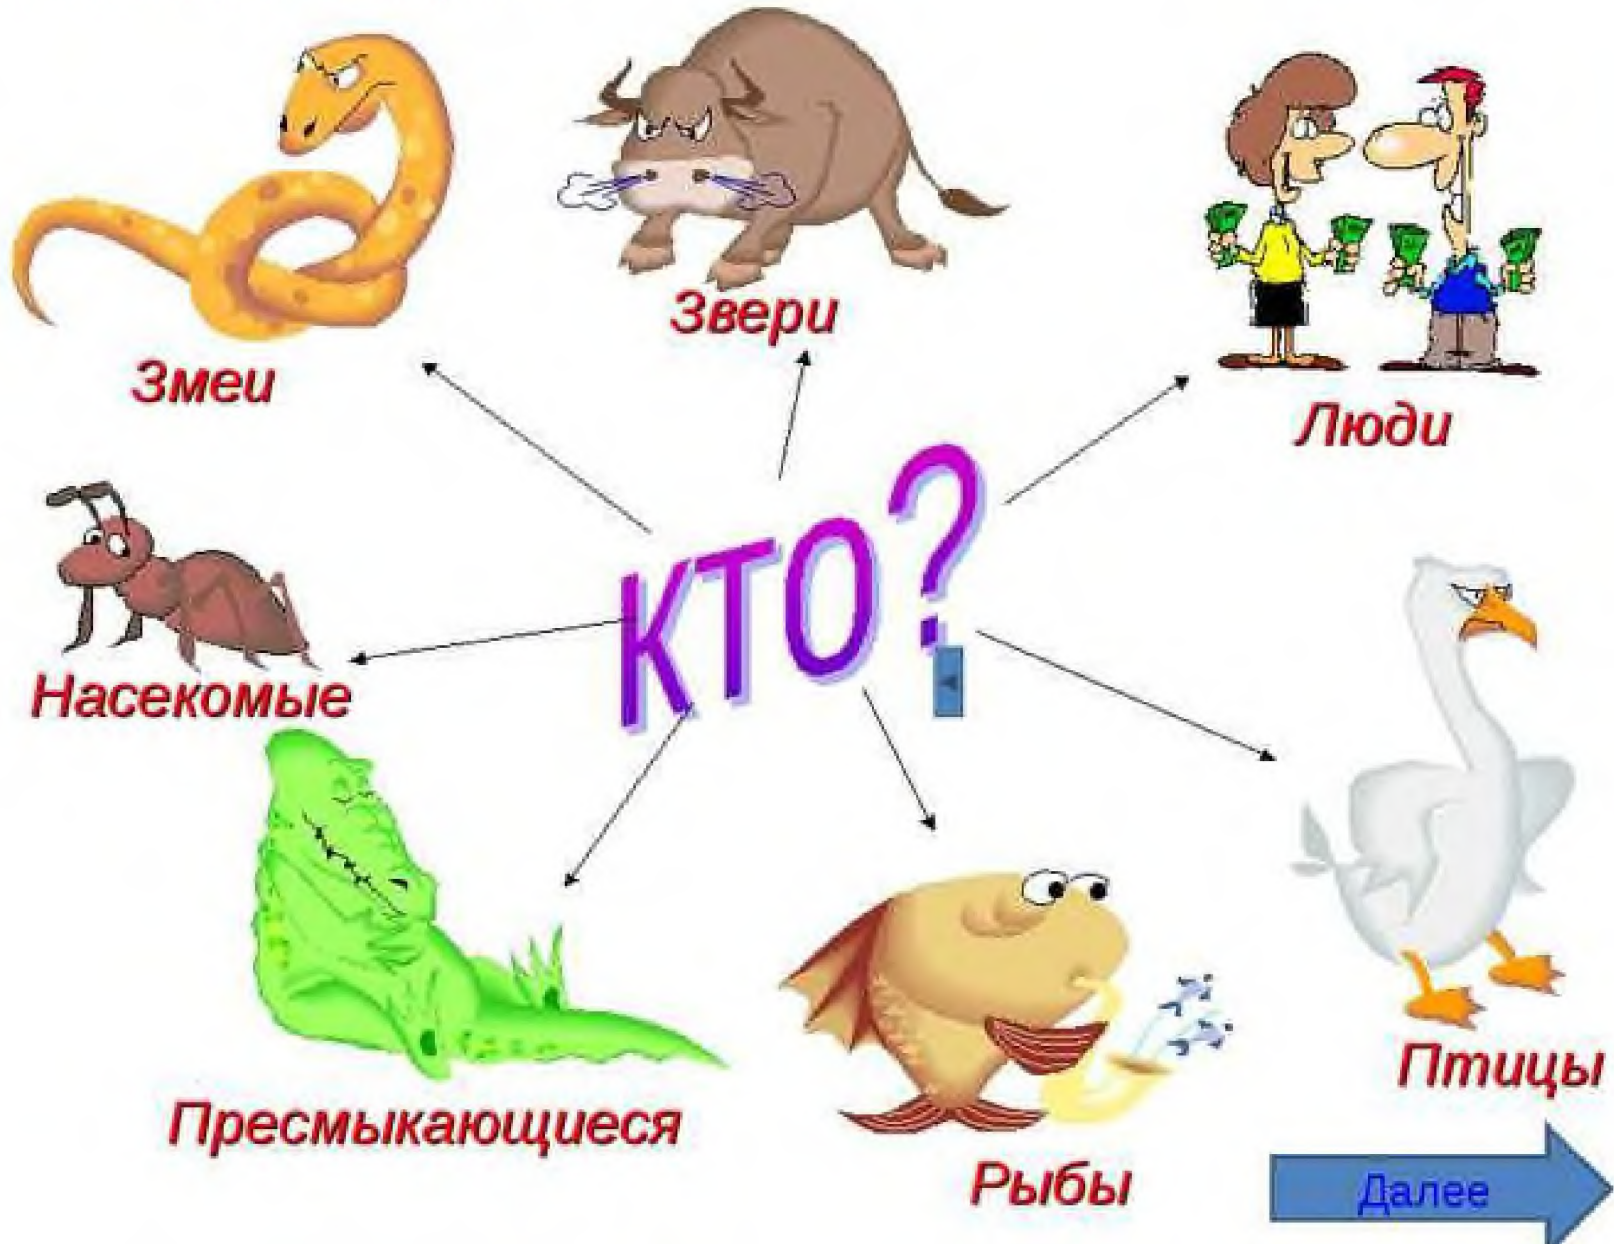 Звери
Змеи
Люди
КТО?
Насекомые
Птицы
Пресмыкающиеся
Рыбы
Далее